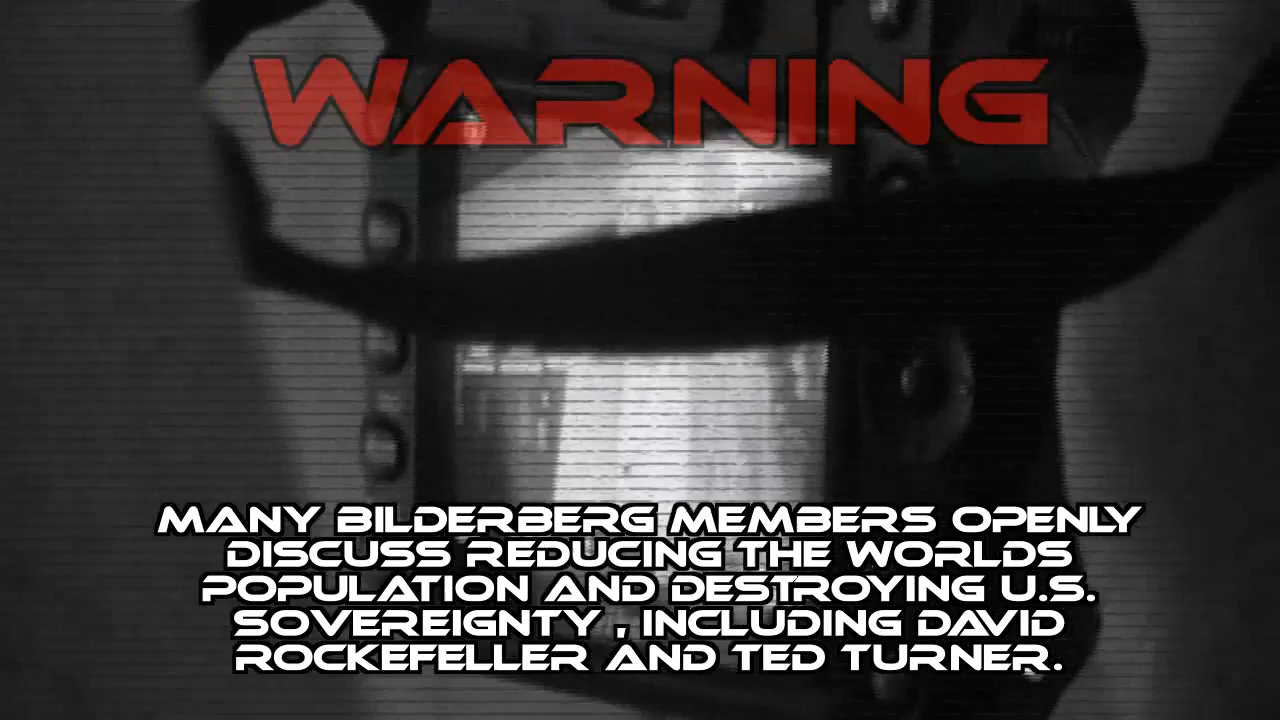 WARNING
MANY BILDERBERG MEMBERS OPENLY
DISCUSS REDUCING THE WORLDS
POPULATION AND DESTROYING U.S.
SOVEREIGNTY , INCLUDING DAVID
ROCKEFELLER AND TED TURNER.